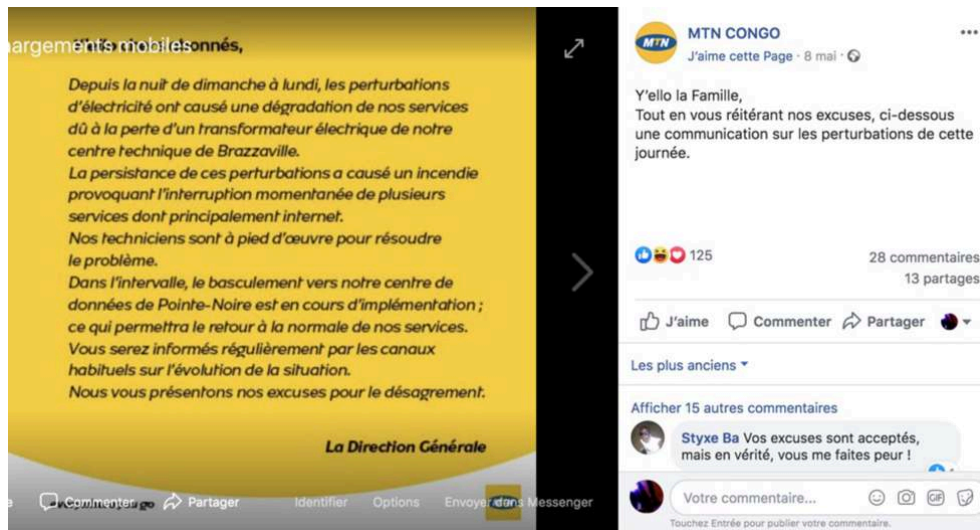 argements mobiles
onnés,
Depuis la nuit de dimanche à lundi, les perturbations
d'électricité ont causé une dégradation de nos services
dû à la perte d'un transformateur électrique de notre
centre technique de Brazzaville.
La persistance de ces perturbations a causé un incendie
provoquant l'interruption momentanée de plusieurs
services dont principalement internet.
Nos techniciens sont à pied d'œuvre pour résoudre
le problème.
Dans l'intervalle, le basculement vers notre centre de
données de Pointe-Noire est en cours d'implémentation ;
ce qui permettra le retour à la normale de nos services.
Vous serez informés régulièrement par les canaux
habituels sur l'évolution de la situation.
Nous vous présentons nos excuses pour le désagrement.
La Direction Générale
Commenter Partager Identifier Options Envoyer dans Messenger
MTN
MTN CONGO
J'aime cette Page · 8 mai
Y'ello la Famille,
Tout en vous réitérant nos excuses, ci-dessous
une communication sur les perturbations de cette
journée.
125
28 commentaires
13 partages
J'aime Commenter Partager
Les plus anciens
Afficher 15 autres commentaires
Styxe Ba Vos excuses sont acceptés,
mais en vérité, vous me faites peur !
Votre commentaire... GIF
Touchez Entrée pour publier votre commentaire.